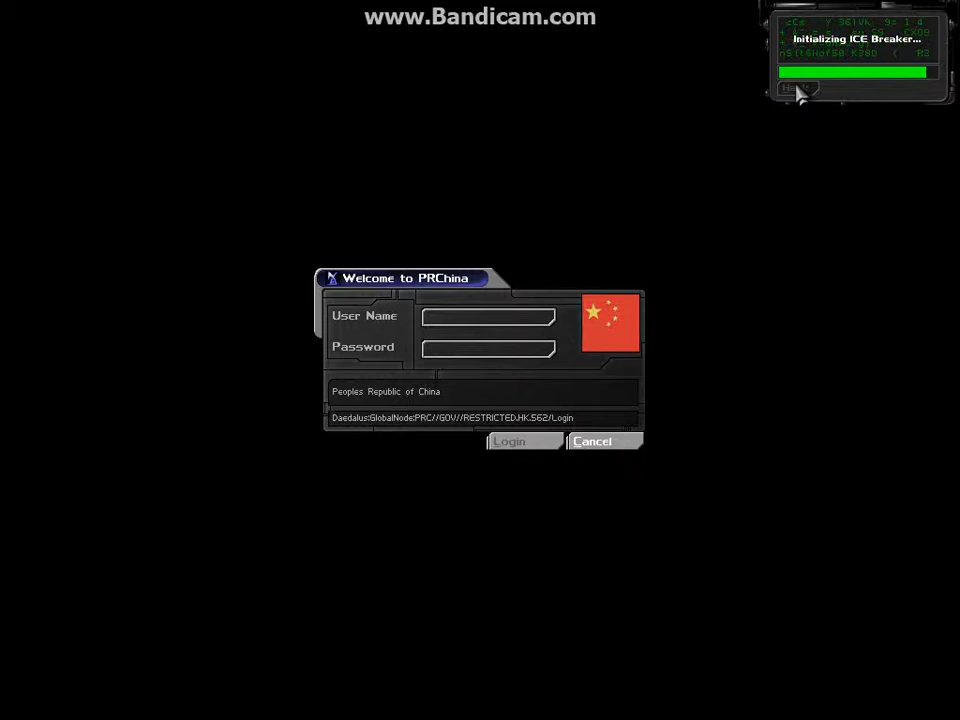 www.Bandicam.com
Initializing ICE Breaker...
Welcome to PRChina
User Name
Password
Peoples Republic of China
Daedalus:GlobalNode:PRC//GOV//RESTRICTED.HK.562/Login
Login
Cancel